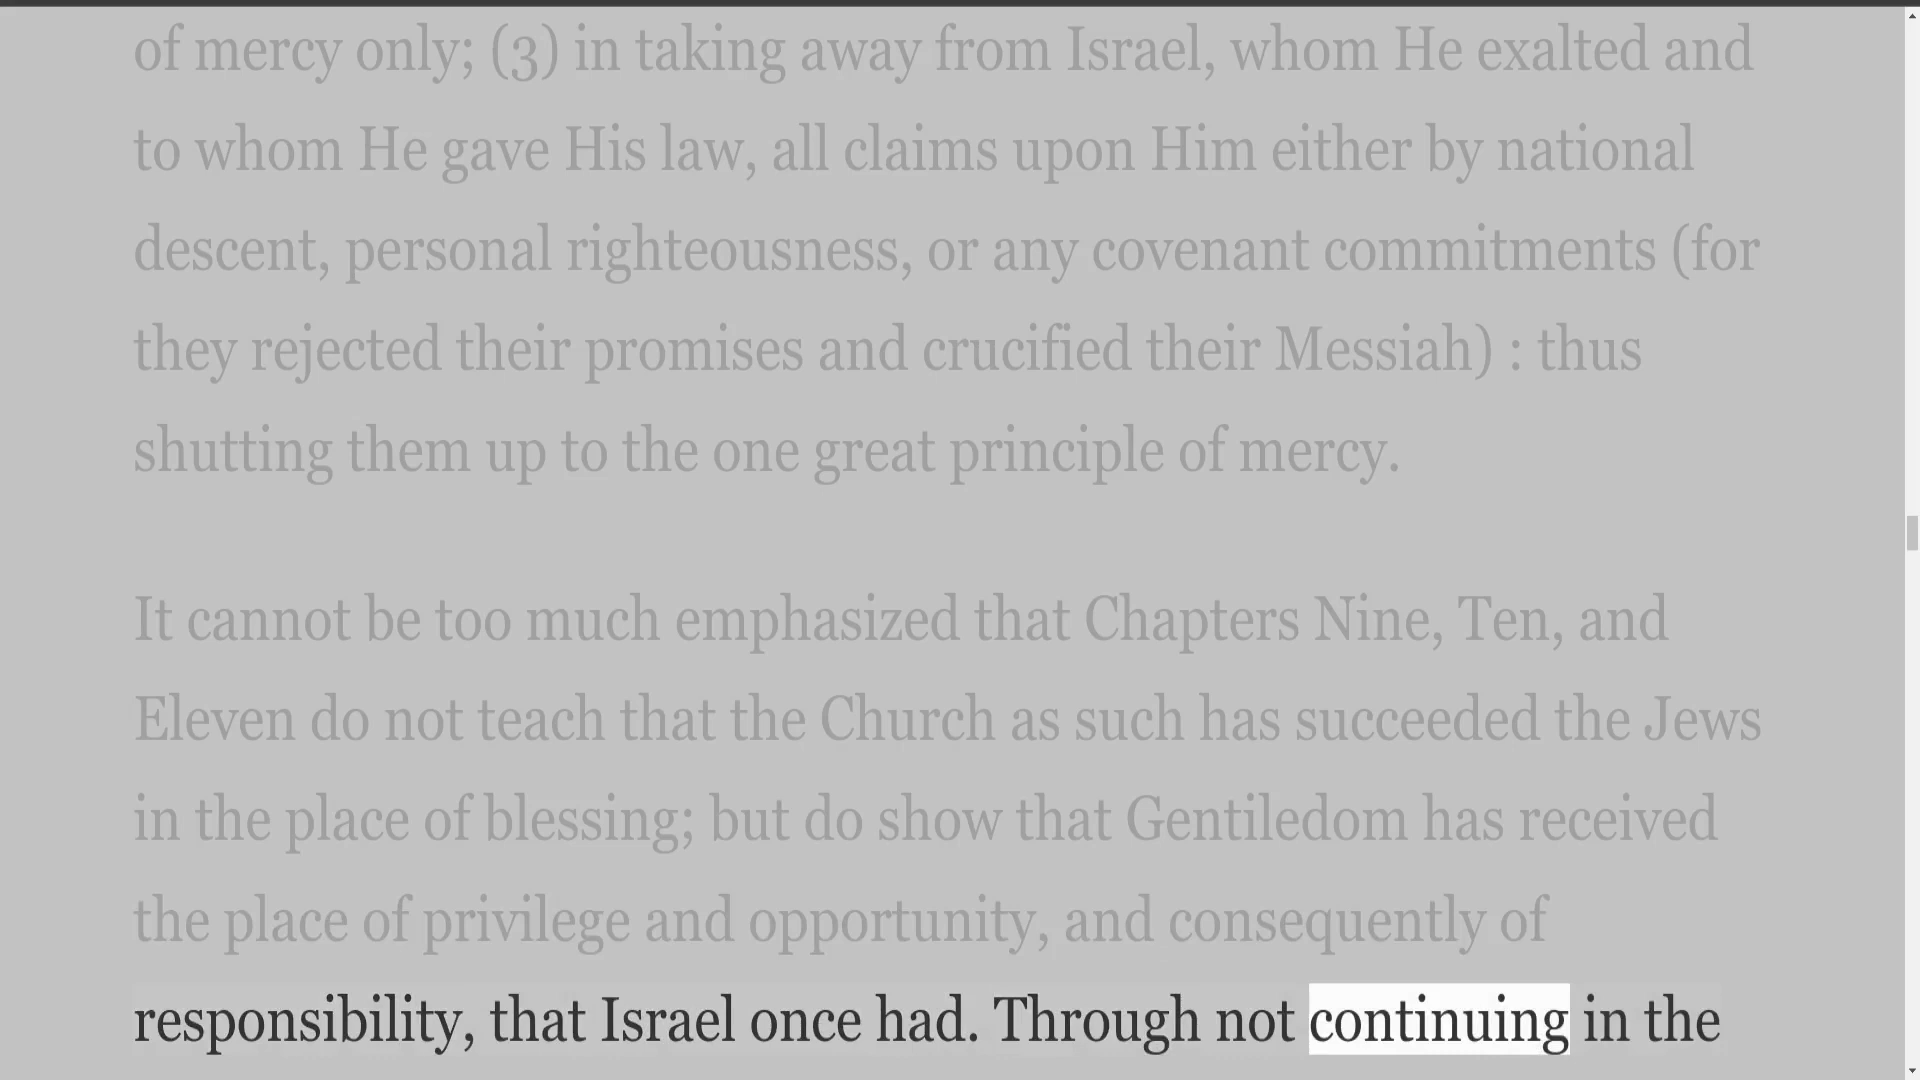 of mercy only; (3) in taking away from Israel, whom He exalted and
to whom He gave His law, all claims upon Him either by national
descent, personal righteousness, or any covenant commitments (for
they rejected their promises and crucified their Messiah) : thus
shutting them up to the one great principle of mercy.
It cannot be too much emphasized that Chapters Nine, Ten, and
Eleven do not teach that the Church as such has succeeded the Jews
in the place of blessing; but do show that Gentiledom has received
the place of privilege and opportunity, and consequently of
responsibility, that Israel once had. Through not continuing in the